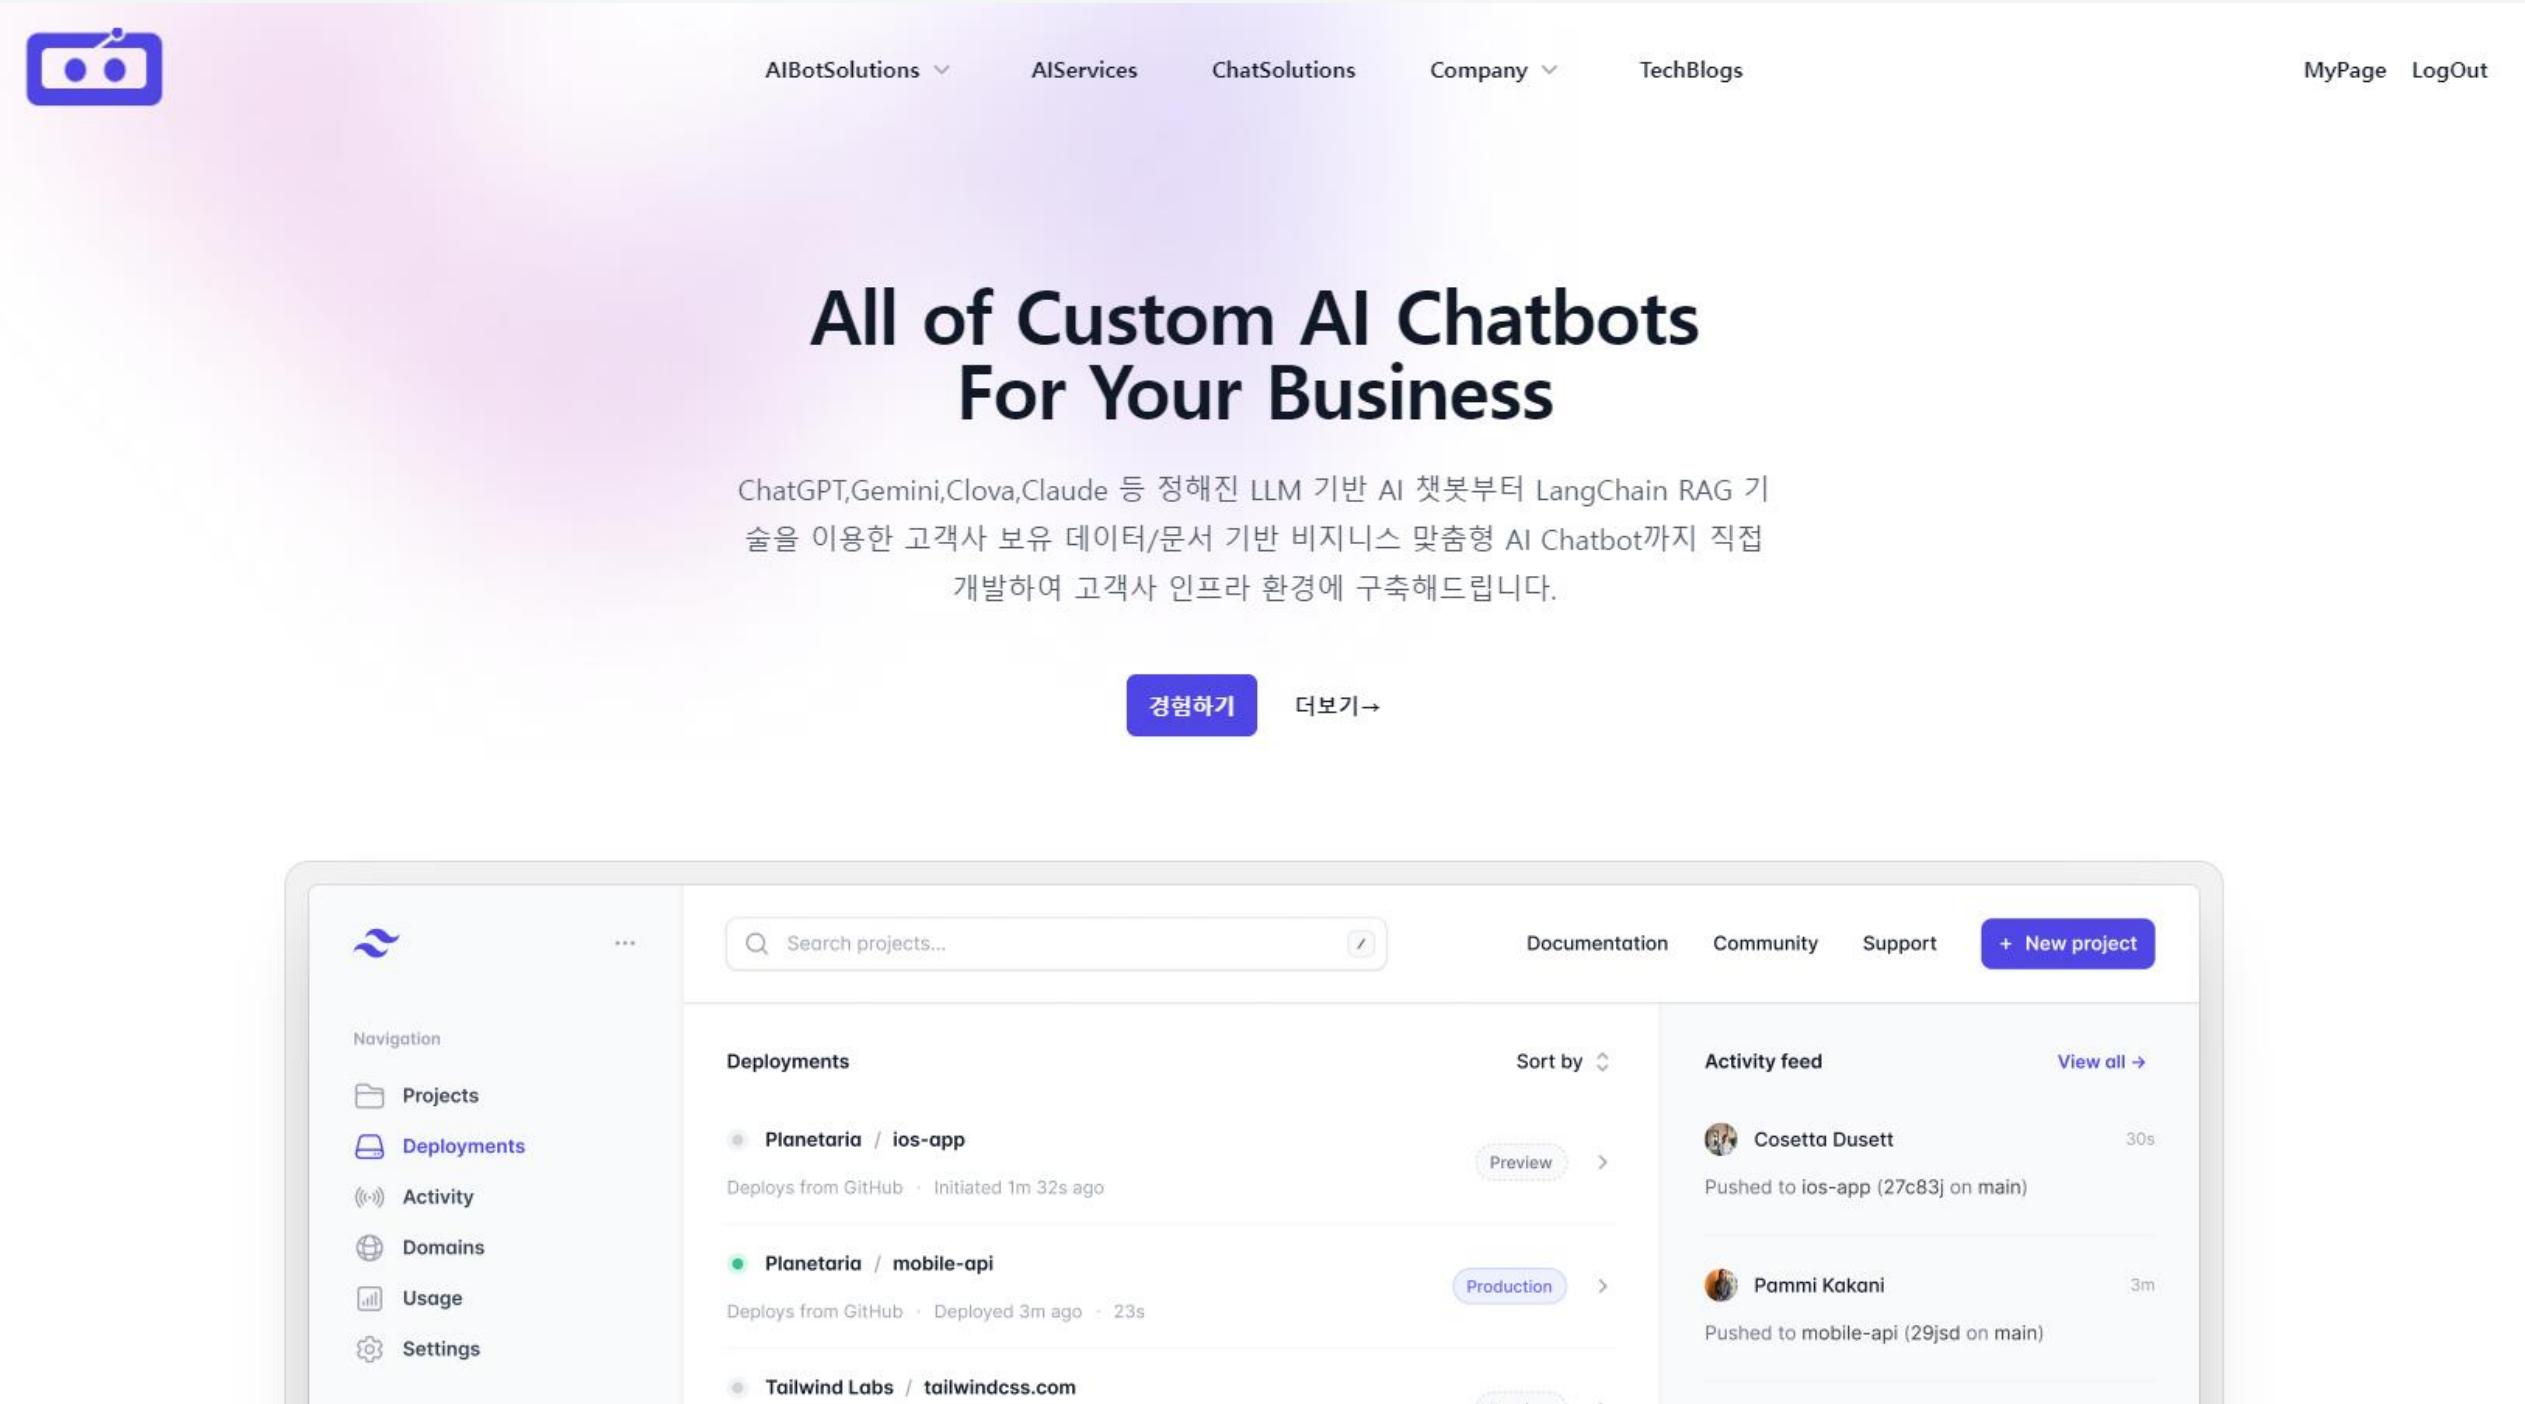 AIBotSolutions
AIServices
ChatSolutions
Company
TechBlogs
MyPage
LogOut
All of Custom AI Chatbots
For Your Business
ChatGPT,Gemini,Clova,Claude 등 정해진 LLM 기반 AI 챗봇부터 LangChain RAG 기
술을 이용한 고객사 보유 데이터/문서 기반 비지니스 맞춤형 AI Chatbot까지 직접
개발하여 고객사 인프라 환경에 구축해드립니다.
경험하기
더보기→
Search projects...
/
Documentation
Community
Support
+ New project
Navigation
Projects
Deployments
Activity
Domains
Usage
Settings
Deployments
Sort by
Planetaria / ios-app
Preview
Deploys from GitHub · Initiated 1m 32s ago
Planetaria / mobile-api
Production
Deploys from GitHub · Deployed 3m ago · 23s
Tailwind Labs / tailwindcss.com
Activity feed
View all →
Cosetta Dusett
30s
Pushed to ios-app (27c83j on main)
Pammi Kakani
3m
Pushed to mobile-api (29jsd on main)